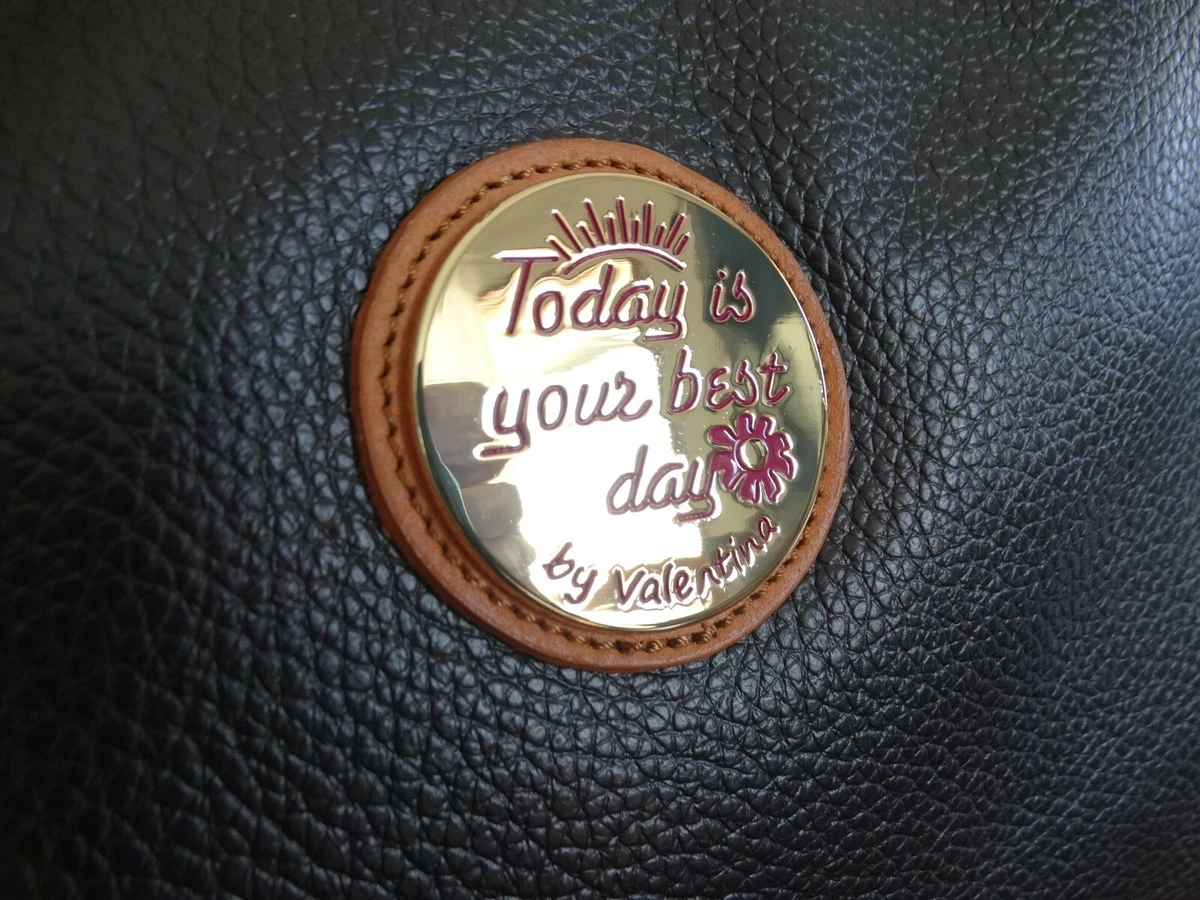 Today is
your best
day
by Valentina